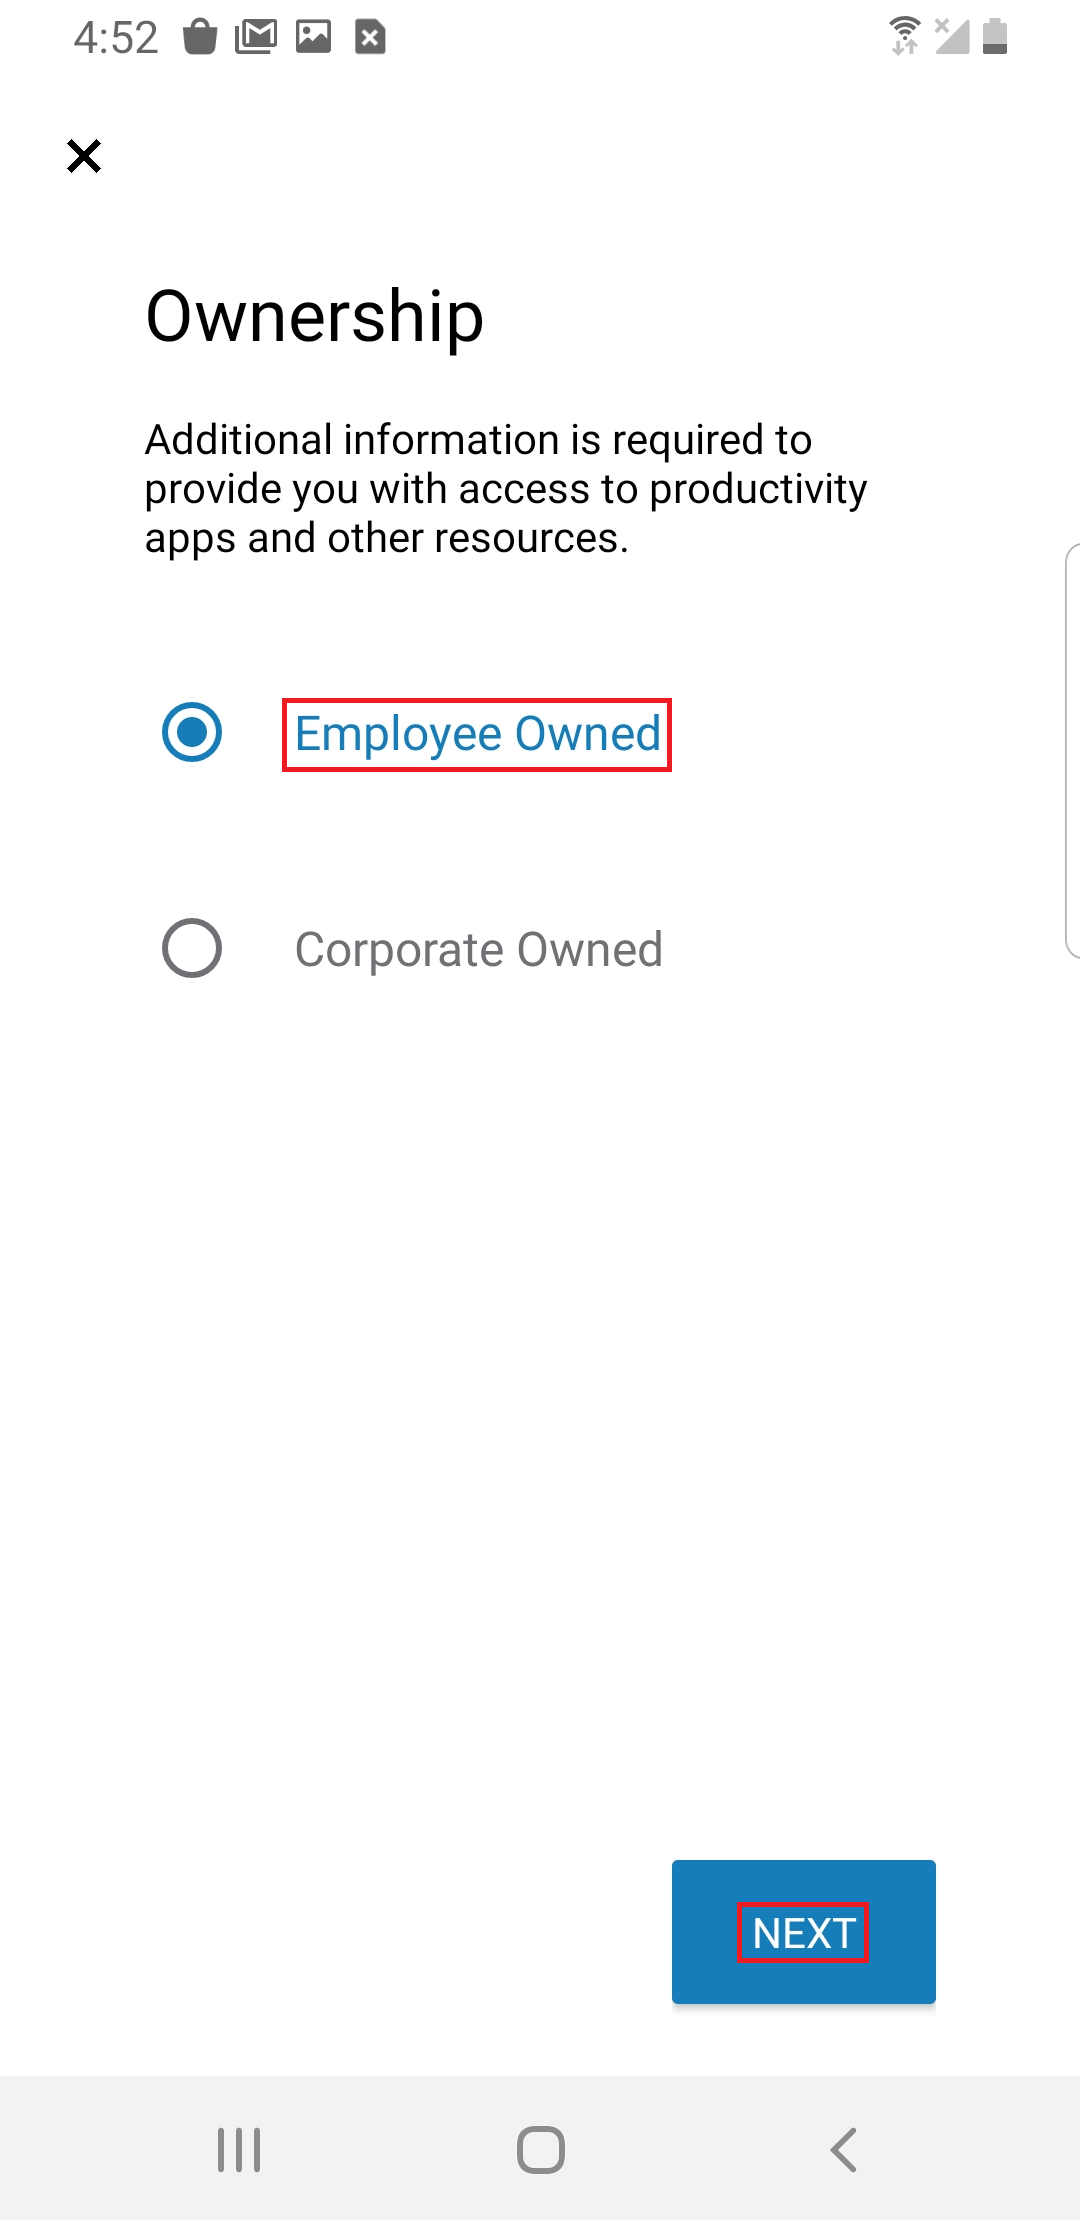 4:52
Ownership
Additional information is required to
provide you with access to productivity
apps and other resources.
Employee Owned
Corporate Owned
NEXT